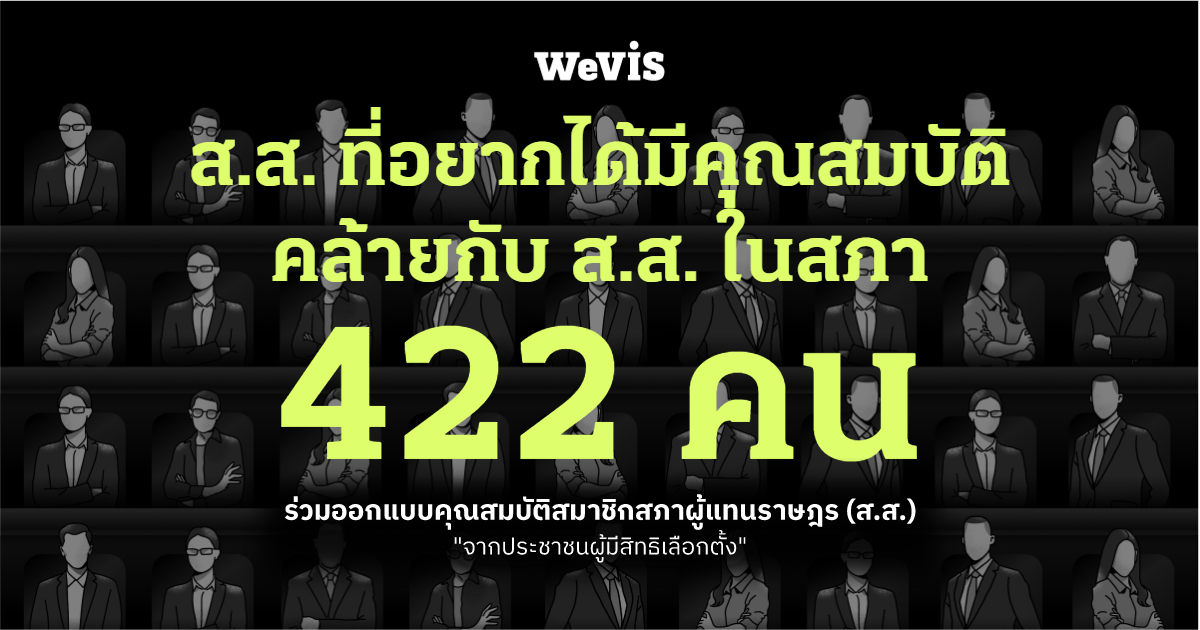 WeVIS
ส.ส. ที่อยากได้มีคุณสมบัติ
คล้ายกับ ส.ส. ในสภา
422 คน
ร่วมออกแบบคุณสมบัติสมาชิกสภาผู้แทนราษฎร (ส.ส.)
"จากประชาชนผู้มีสิทธิเลือกตั้ง"